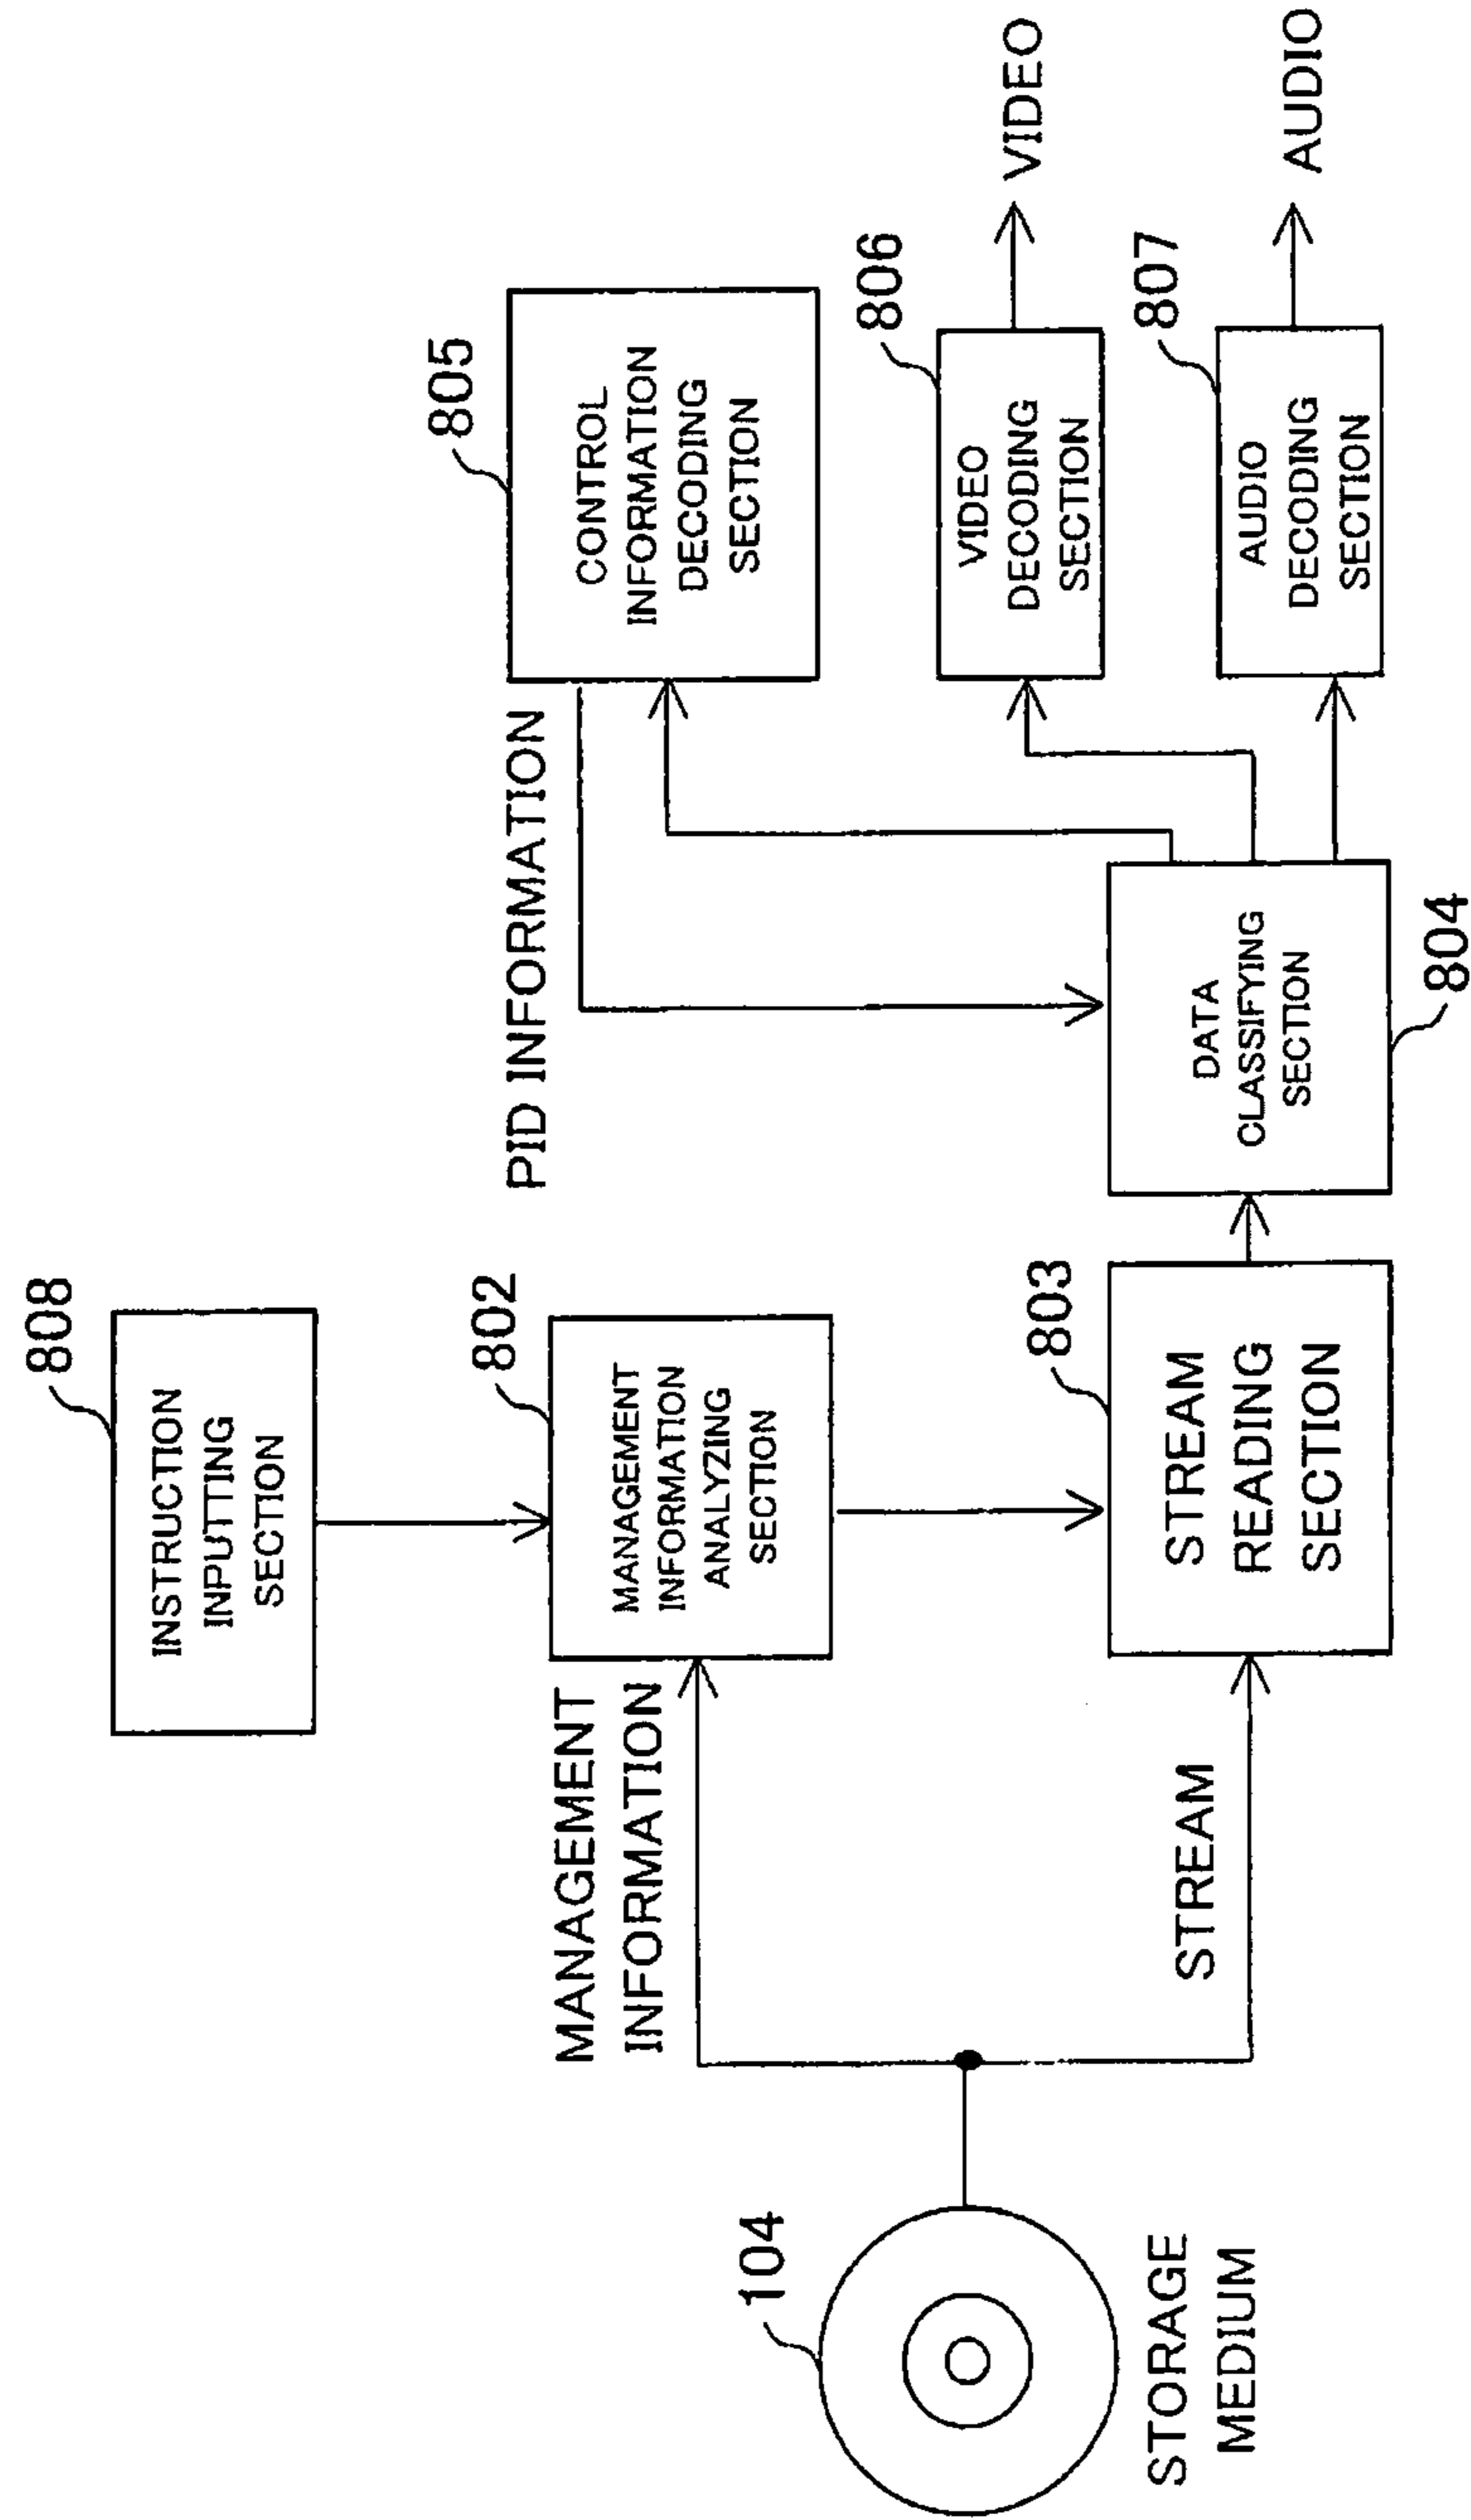 808
INSTRUCTION
INPUTTING
SECTION
805
CONTROL
INFORMATION
DECODING
SECTION
PID INFORMATION
802
MANAGEMENT
INFORMATION
ANALYZING
SECTION
MANAGEMENT
INFORMATION
104
STORAGE
MEDIUM
STREAM
803
STREAM
READING
SECTION
DATA
CLASSIFYING
SECTION
804
806
VIDEO
DECODING
SECTION
VIDEO
807
AUDIO
DECODING
SECTION
AUDIO